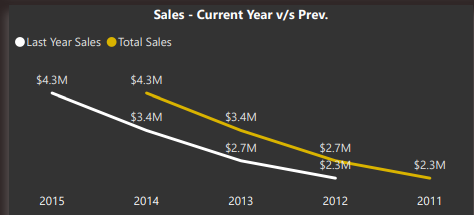 Sales - Current Year v/s Prev.
Last Year Sales Total Sales
$4.3M $4.3M
$3.4M $3.4M
$2.7M $2.7M
$2.3M $2.3M
2015 2014 2013 2012 2011